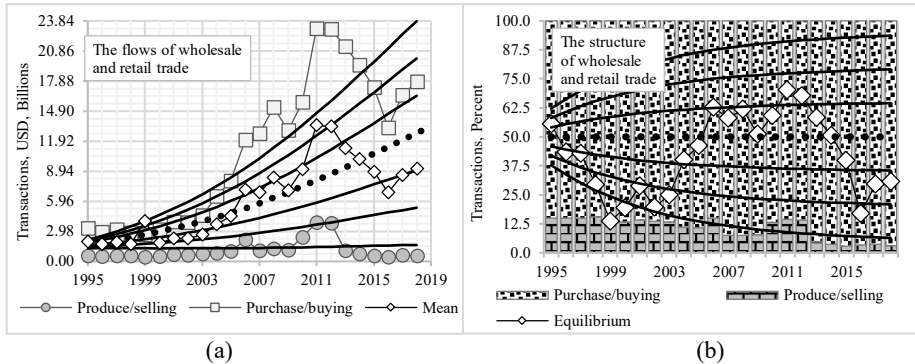 Transactions, USD, Billions
23.84
20.86
17.88
14.90
11.92
8.94
5.96
2.98
0.00
The flows of wholesale
and retail trade
1995 1999 2003 2007 2011 2015 2019
Produce/selling Purchase/buying Mean
(a)
Transactions, Percent
100.0
87.5
75.0
62.5
50.0
37.5
25.0
12.5
0.0
The structure
of wholesale
and retail trade
1995 1999 2003 2007 2011 2015
Purchase/buying Produce/selling
Equilibrium
(b)